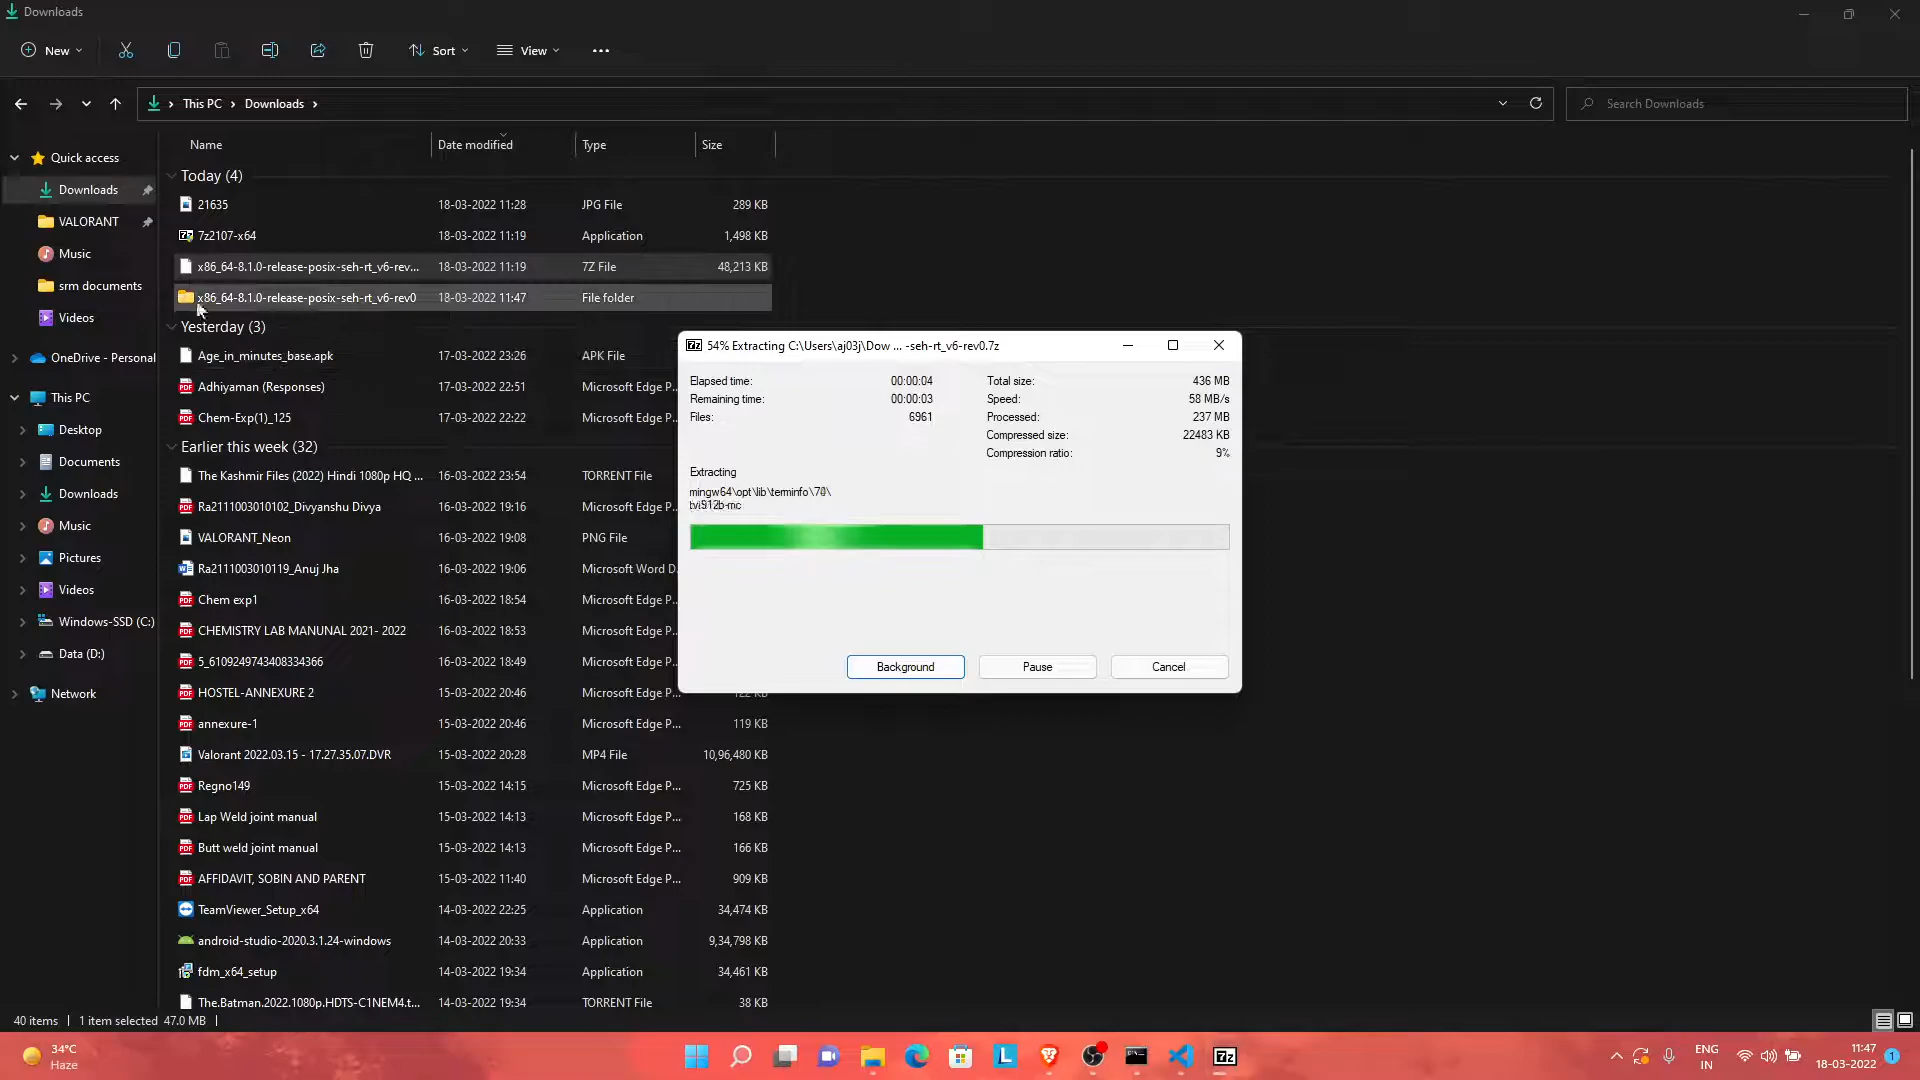 Downloads
New
Sort
View
This PC
Downloads
Search Downloads
Name
Date modified
Type
Size
Quick access
Downloads
VALORANT
Music
srm documents
Videos
OneDrive - Personal
This PC
Desktop
Documents
Downloads
Music
Pictures
Videos
Windows-SSD (C:)
Data (D:)
Network
Today (4)
21635 18-03-2022 11:28 JPG File 289 KB
7z2107-x64 18-03-2022 11:19 Application 1,498 KB
x86_64-8.1.0-release-posix-seh-rt_v6-rev... 18-03-2022 11:19 7Z File 48,213 KB
x86_64-8.1.0-release-posix-seh-rt_v6-rev0 18-03-2022 11:47 File folder
Yesterday (3)
Age_in_minutes_base.apk 17-03-2022 23:26 APK File
Adhiyaman (Responses) 17-03-2022 22:51 Microsoft Edge P...
Chem-Exp(1)_125 17-03-2022 22:22 Microsoft Edge P...
Earlier this week (32)
The Kashmir Files (2022) Hindi 1080p HQ ... 16-03-2022 23:54 TORRENT File
Ra2111003010102_Divyanshu Divya 16-03-2022 19:16 Microsoft Edge P...
VALORANT_Neon 16-03-2022 19:08 PNG File
Ra2111003010119_Anuj Jha 16-03-2022 19:06 Microsoft Word D
Chem exp1 16-03-2022 18:54 Microsoft Edge P...
CHEMISTRY LAB MANUNAL 2021- 2022 16-03-2022 18:53 Microsoft Edge P...
5_6109249743408334366 16-03-2022 18:49 Microsoft Edge P...
HOSTEL-ANNEXURE 2 15-03-2022 20:46 Microsoft Edge P... 122 KB
annexure-1 15-03-2022 20:46 Microsoft Edge P... 119 KB
Valorant 2022.03.15 - 17.27.35.07.DVR 15-03-2022 20:28 MP4 File 10,96,480 KB
Regno149 15-03-2022 14:15 Microsoft Edge P... 725 KB
Lap Weld joint manual 15-03-2022 14:13 Microsoft Edge P... 168 KB
Butt weld joint manual 15-03-2022 14:13 Microsoft Edge P... 166 KB
AFFIDAVIT, SOBIN AND PARENT 15-03-2022 11:40 Microsoft Edge P... 909 KB
TeamViewer_Setup_x64 14-03-2022 22:25 Application 34,474 KB
android-studio-2020.3.1.24-windows 14-03-2022 20:33 Application 9,34,798 KB
fdm_x64_setup 14-03-2022 19:34 Application 34,461 KB
The.Batman.2022.1080p.HDTS-C1NEM4.t... 14-03-2022 19:34 TORRENT File 38 KB
7z 54% Extracting C:\Users\aj03j\Dow ... -seh-rt_v6-rev0.7z
Elapsed time: 00:00:04
Remaining time: 00:00:03
Files: 6961
Total size: 436 MB
Speed: 58 MB/s
Processed: 237 MB
Compressed size: 22483 KB
Compression ratio: 9%
Extracting
mingw64\opt\lib\terminfo\
Background
Pause
Cancel
40 items
1 item selected 47.0 MB
34°C
Haze
L
7z
ENG
IN
11:47
18-03-2022
1